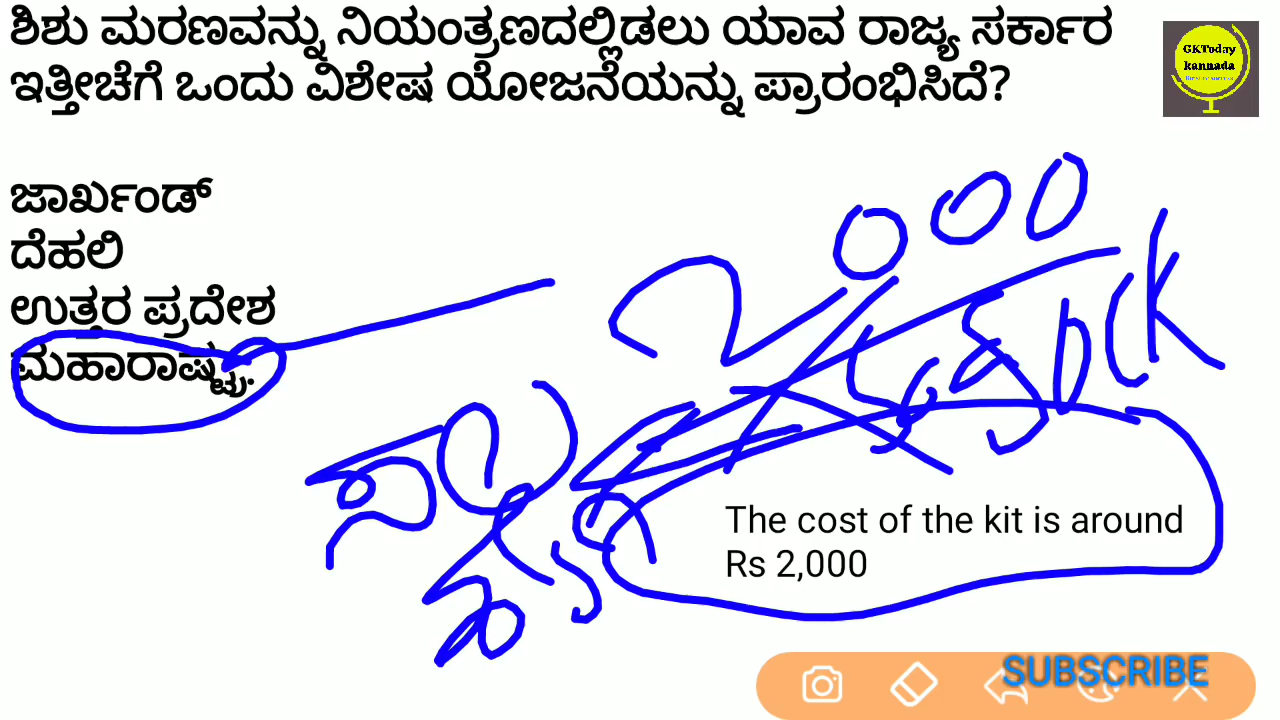 ಶಿಶು ಮರಣವನ್ನು ನಿಯಂತ್ರಣದಲ್ಲಿಡಲು ಯಾವ ರಾಜ್ಯ ಸರ್ಕಾರ
ಇತ್ತೀಚೆಗೆ ಒಂದು ವಿಶೇಷ ಯೋಜನೆಯನ್ನು ಪ್ರಾರಂಭಿಸಿದೆ?
GKToday
kannada
ಜಾರ್ಖಂಡ್
ದೆಹಲಿ
ಉತ್ತರ ಪ್ರದೇಶ
ಮಹಾರಾಷ್ಟ್ರ.
The cost of the kit is around
Rs 2,000
SUBSCRIBE